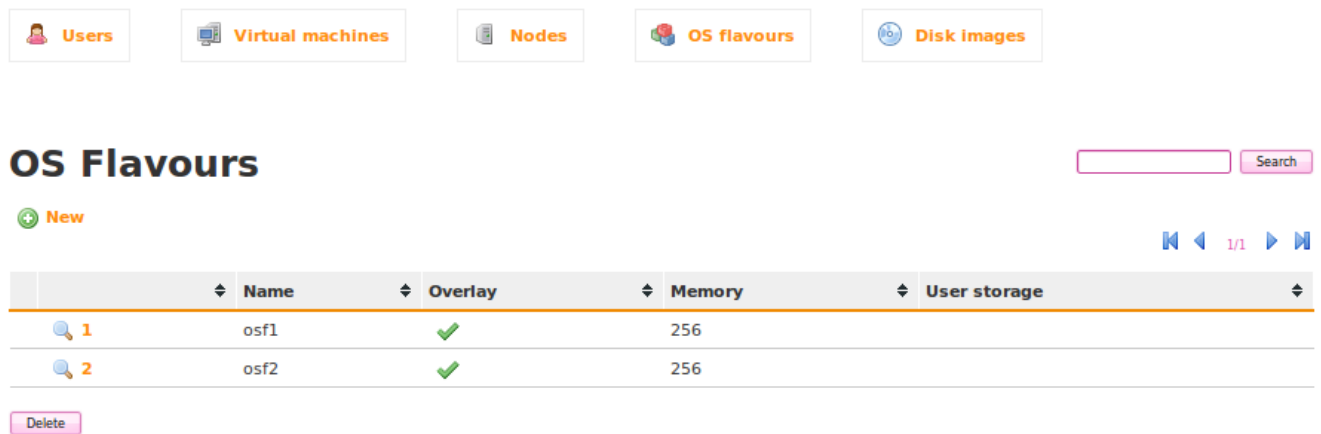 Users Virtual machines Nodes OS flavours Disk images
OS Flavours
Search
New
1/1
Name Overlay Memory User storage
1 osf1 256
2 osf2 256
Delete